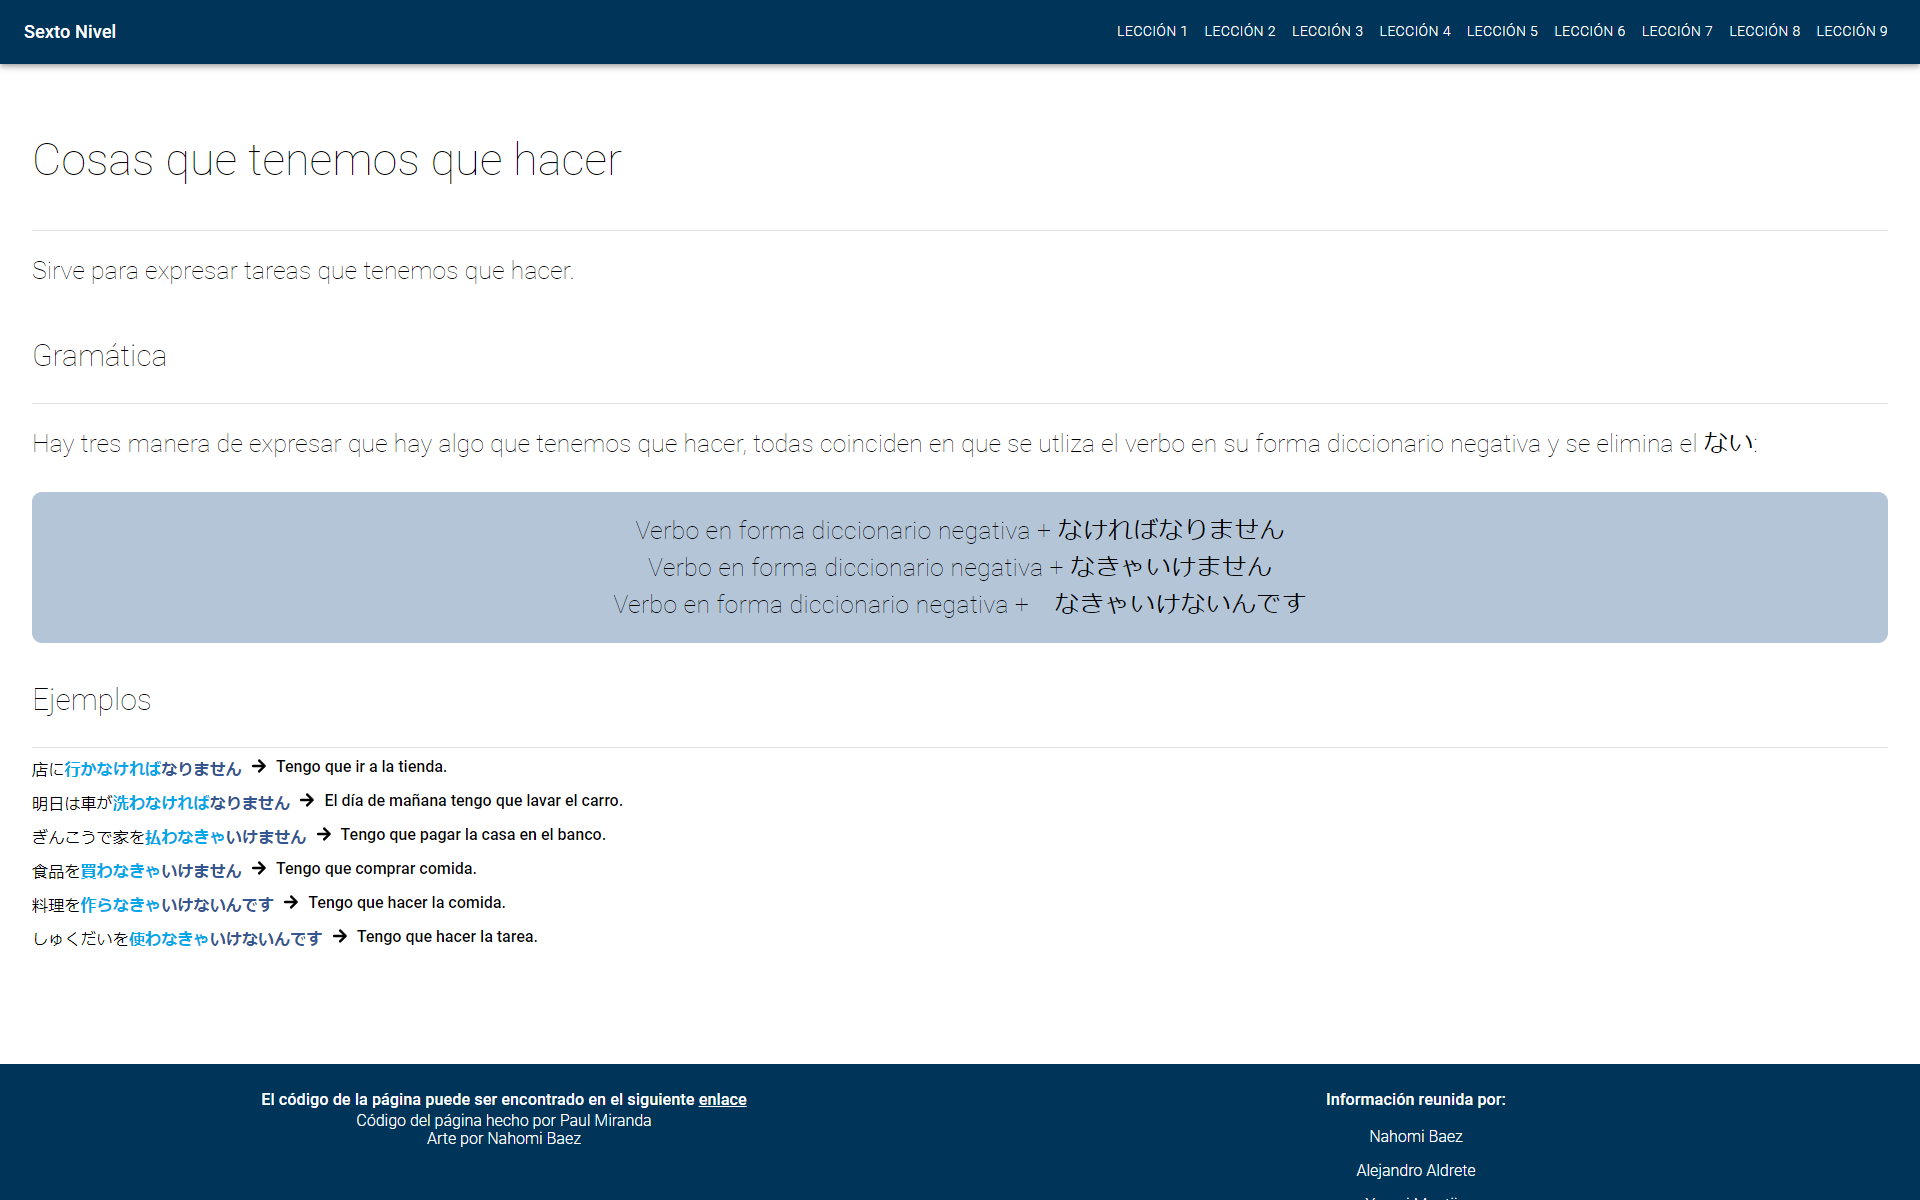 Sexto Nivel
LECCIÓN 1 LECCIÓN 2 LECCIÓN 3 LECCIÓN 4 LECCIÓN 5 LECCIÓN 6 LECCIÓN 7 LECCIÓN 8 LECCIÓN 9
Cosas que tenemos que hacer
Sirve para expresar tareas que tenemos que hacer.
Gramática
Hay tres manera de expresar que hay algo que tenemos que hacer, todas coinciden en que se utliza el verbo en su forma diccionario negativa y se elimina el ない:
Verbo en forma diccionario negativa + なければなりません
Verbo en forma diccionario negativa + なきゃいけません
Verbo en forma diccionario negativa +　なきゃいけないんです
Ejemplos
店に行かなければなりません → Tengo que ir a la tienda.
明日は車が洗わなければなりません → El día de mañana tengo que lavar el carro.
ぎんこうで家を払わなきゃいけません → Tengo que pagar la casa en el banco.
食品を買わなきゃいけません → Tengo que comprar comida.
料理を作らなきゃいけないんです → Tengo que hacer la comida.
しゅくだいを使わなきゃいけないんです → Tengo que hacer la tarea.
El código de la página puede ser encontrado en el siguiente enlace
Código del página hecho por Paul Miranda
Arte por Nahomi Baez
Información reunida por:
Nahomi Baez
Alejandro Aldrete